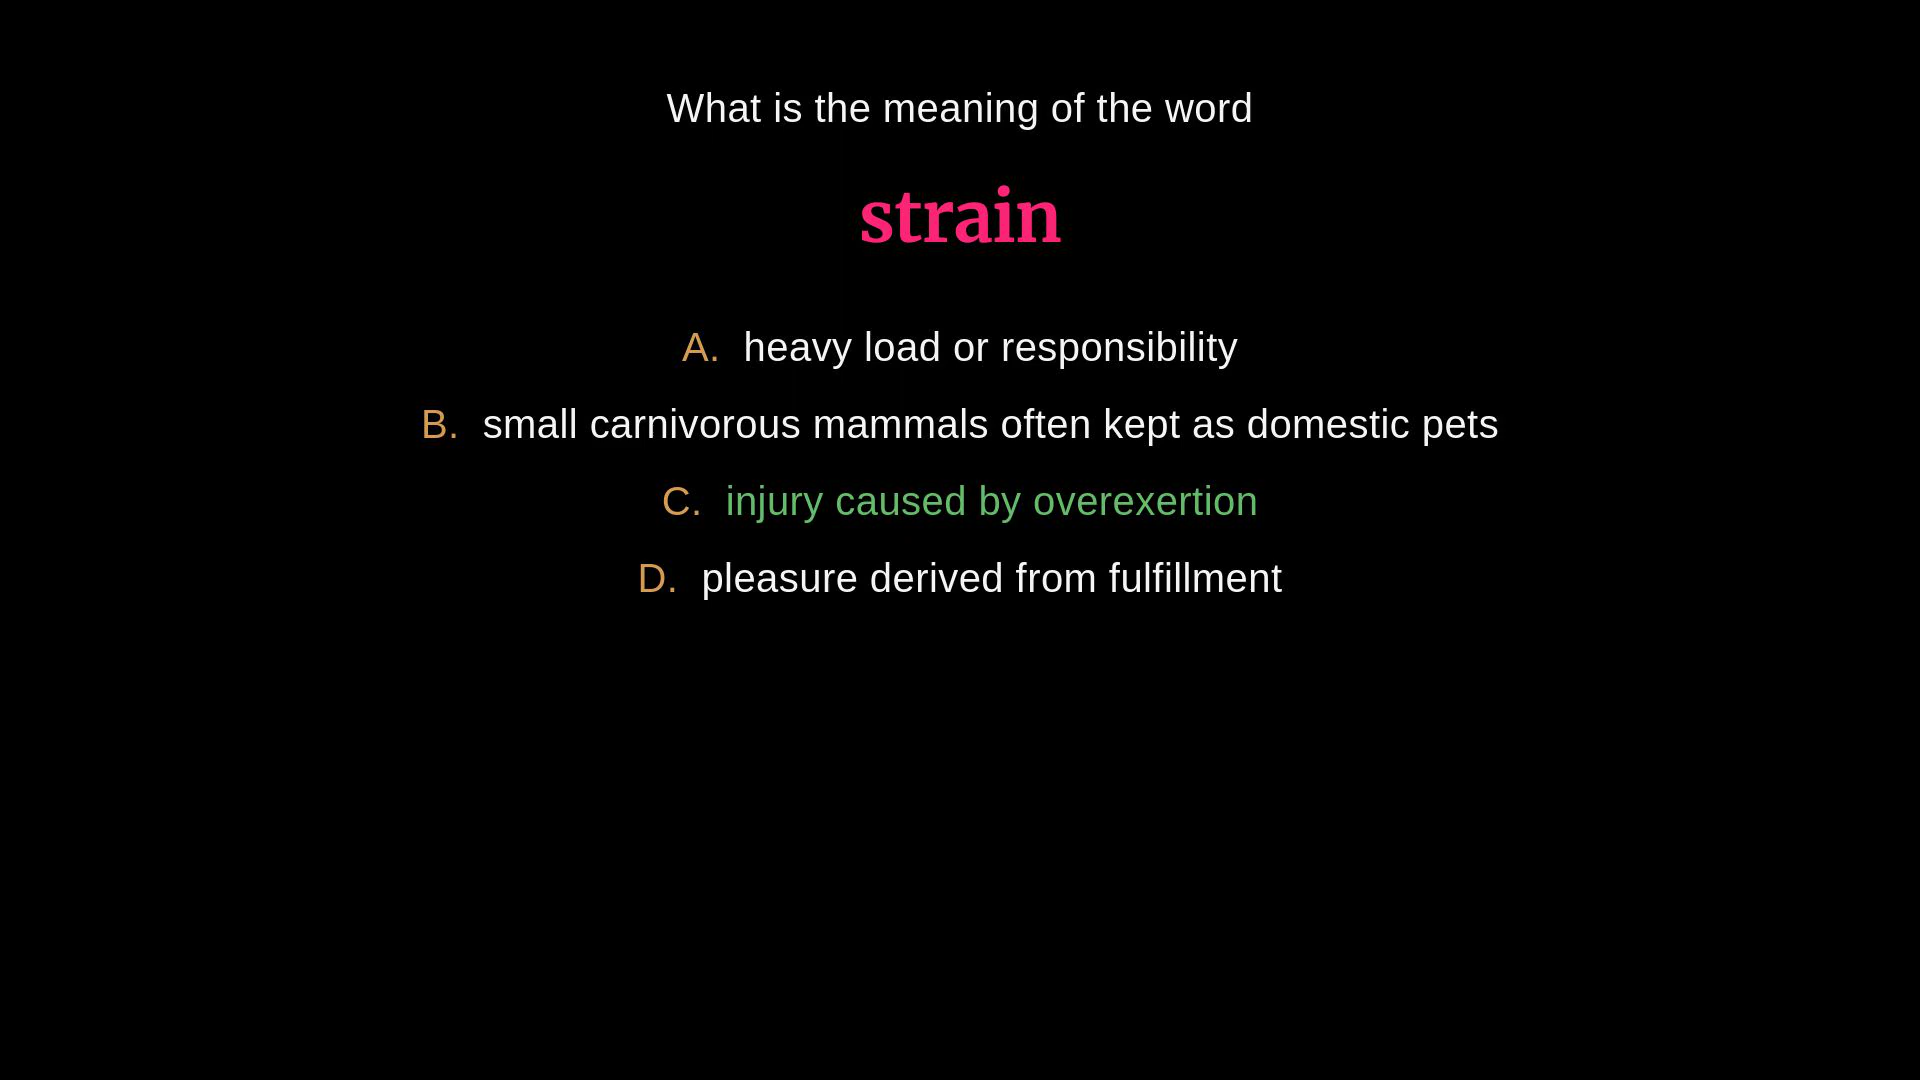 What is the meaning of the word
strain
A. heavy load or responsibility
B. small carnivorous mammals often kept as domestic pets
C. injury caused by overexertion
D. pleasure derived from fulfillment